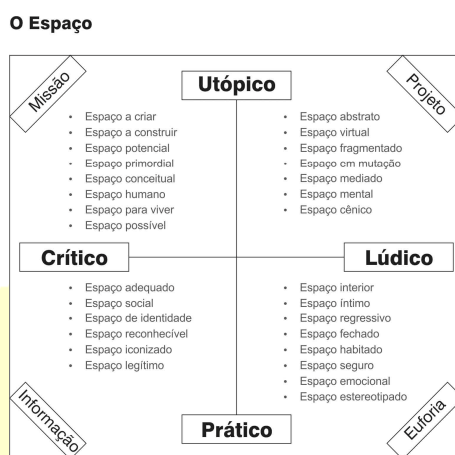 O Espaço
Missão
Utópico
Projeto
• Espaço a criar
• Espaço a construir
• Espaço potencial
• Espaço primordial
• Espaço conceitual
• Espaço humano
• Espaço para viver
• Espaço possível
• Espaço abstrato
• Espaço virtual
• Espaço fragmentado
• Espaço em mutação
• Espaço mediado
• Espaço mental
• Espaço cênico
Crítico
Lúdico
• Espaço adequado
• Espaço social
• Espaço de identidade
• Espaço reconhecível
• Espaço iconizado
• Espaço legítimo
• Espaço interior
• Espaço íntimo
• Espaço regressivo
• Espaço fechado
• Espaço habitado
• Espaço seguro
• Espaço emocional
• Espaço estereotipado
Informação
Prático
Euforia